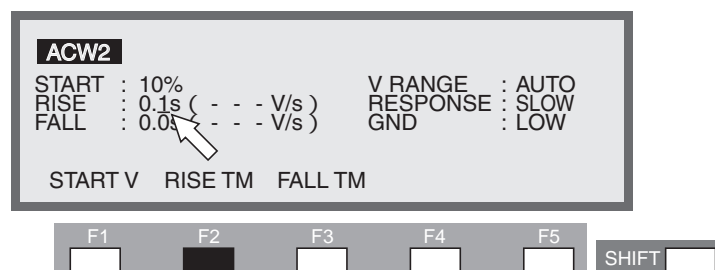 ACW2
START : 10% V RANGE : AUTO
RISE : 0.1s ( - - - V/s ) RESPONSE : SLOW
FALL : 0.0s ( - - - V/s ) GND : LOW
START V RISE TM FALL TM
F1 F2 F3 F4 F5
SHIFT